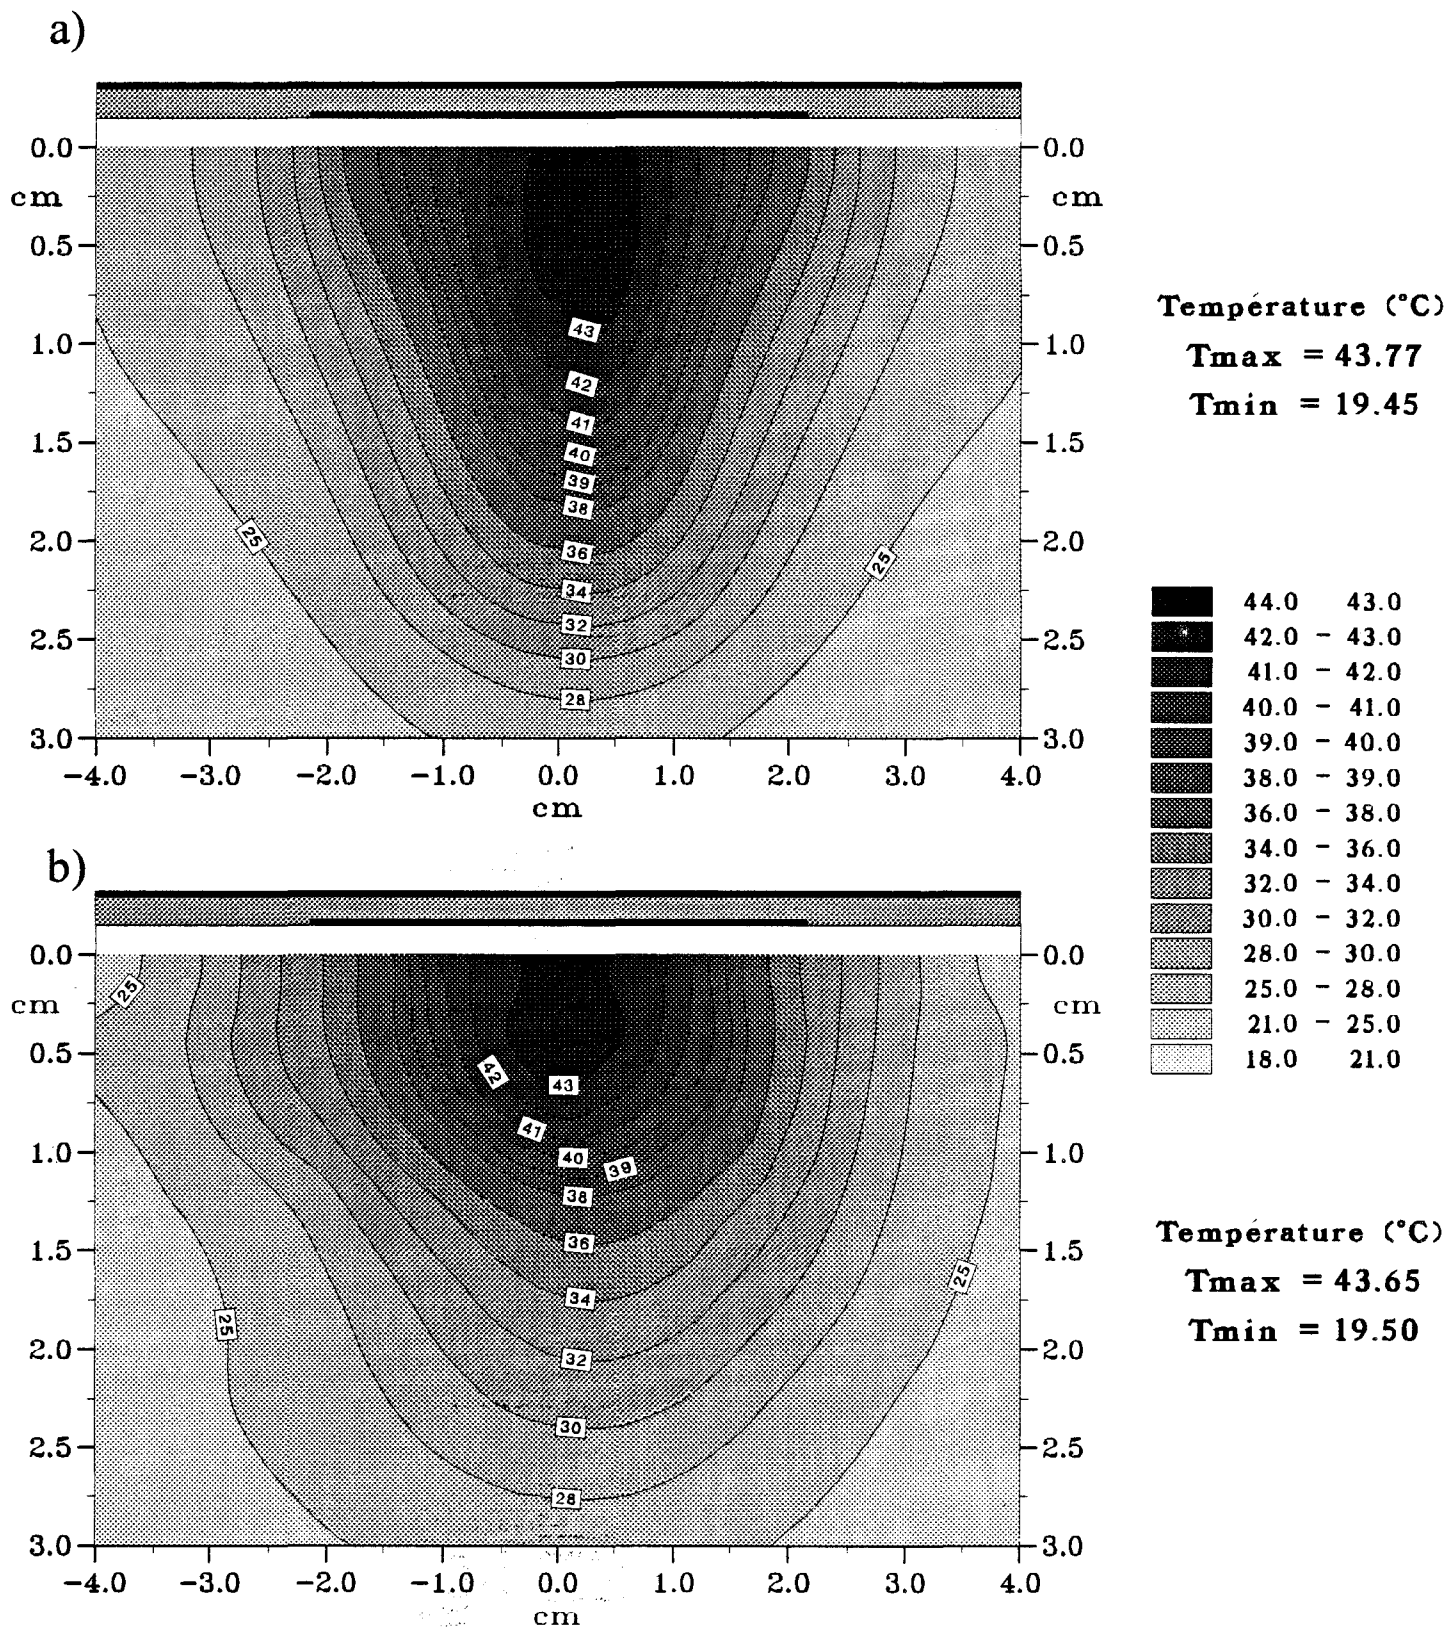 a)
0.0 0.0
cm cm
0.5 0.5
43
1.0 1.0
42
41
1.5 1.5
40
39
38
25 2.0 36 25 2.0
34
32
2.5 2.5
30
28
3.0 3.0
-4.0 -3.0 -2.0 -1.0 0.0 1.0 2.0 3.0 4.0
cm
Température (°C)
Tmax = 43.77
Tmin = 19.45
44.0 43.0
42.0 - 43.0
41.0 - 42.0
40.0 - 41.0
39.0 - 40.0
38.0 - 39.0
36.0 - 38.0
34.0 - 36.0
32.0 - 34.0
30.0 - 32.0
28.0 - 30.0
25.0 - 28.0
21.0 - 25.0
18.0 21.0
b)
0.0 0.0
25
cm cm
0.5 0.5
42 43
41
1.0 40 39 1.0
38
36
1.5 1.5
25
34
25
2.0 32 2.0
30
2.5 2.5
28
3.0 3.0
-4.0 -3.0 -2.0 -1.0 0.0 1.0 2.0 3.0 4.0
cm
Température (°C)
Tmax = 43.65
Tmin = 19.50